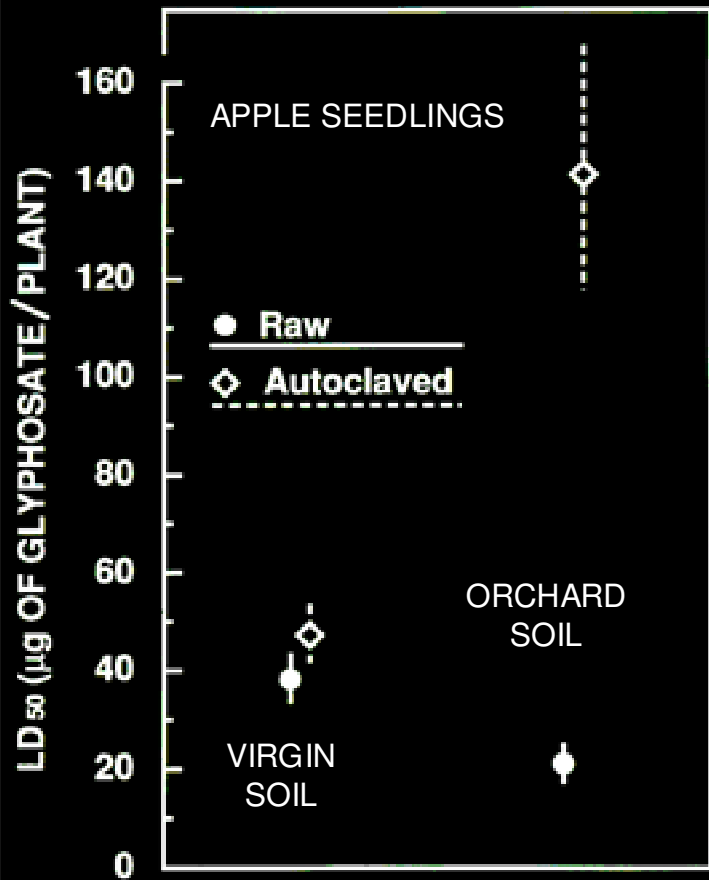 LD50 (µg OF GLYPHOSATE/PLANT)
160
140
120
100
80
60
40
20
0
APPLE SEEDLINGS
Raw
Autoclaved
ORCHARD
SOIL
VIRGIN
SOIL